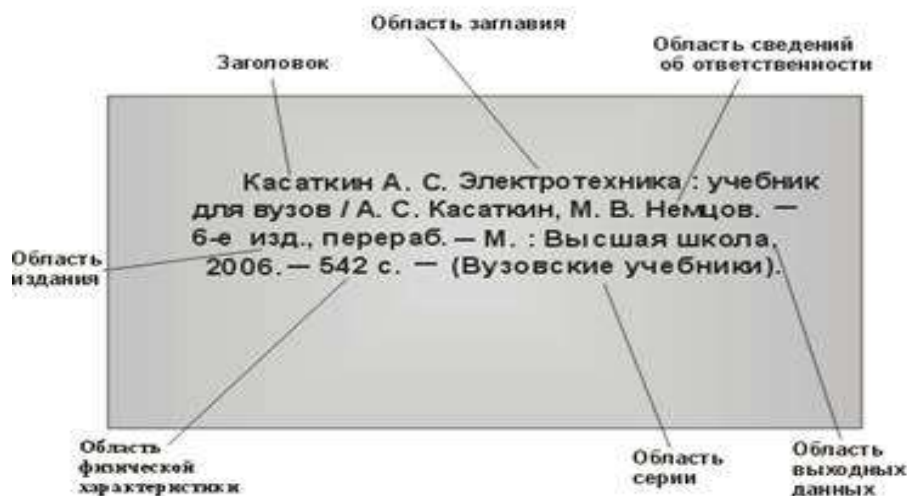 Область заглавия
Заголовок
Область сведений
об ответственности
Касаткин А. С. Электротехника : учебник
для вузов / А. С. Касаткин, М. В. Немцов. —
6-е изд., перераб. — М. : Высшая школа,
2006. — 542 с. — (Вузовские учебники).
Область
издания
Область
физической
характеристики
Область
серии
Область
выходных
данных